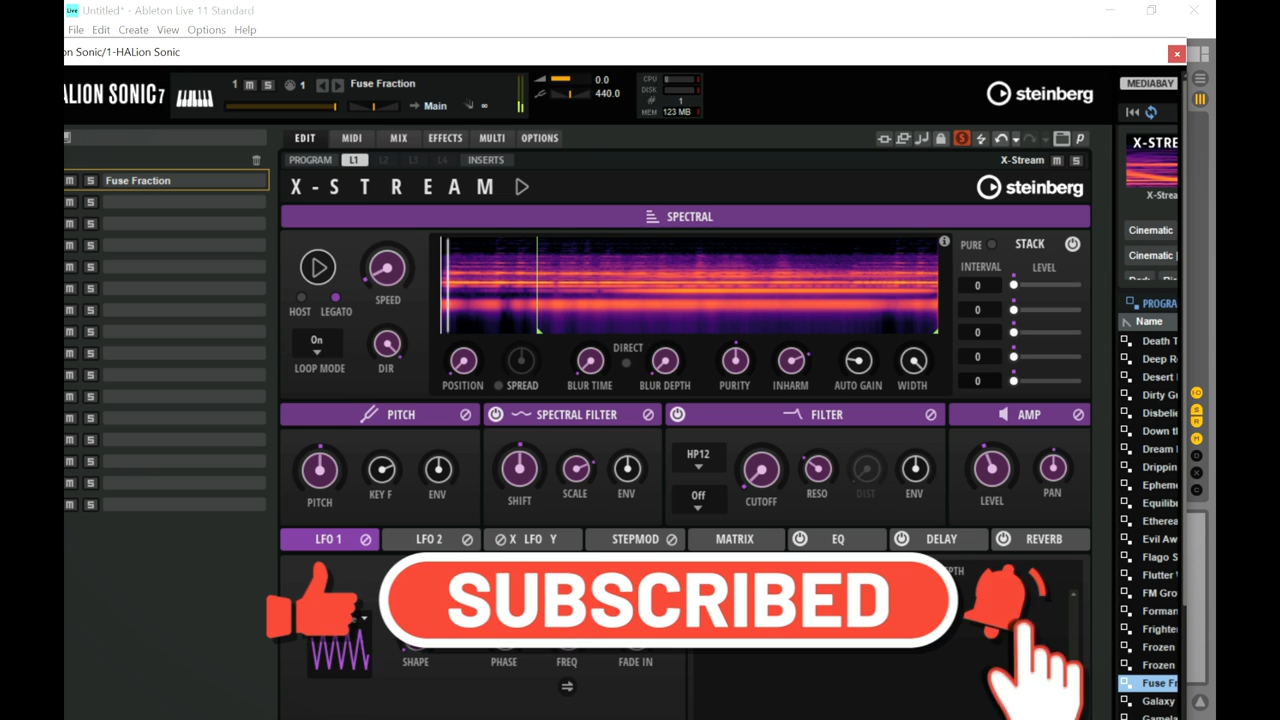 Live Untitled* - Ableton Live 11 Standard
File Edit Create View Options Help
on Sonic/1-HALion Sonic
HALION SONIC 7
1 M S 1 Fuse Fraction
Main ∞
0.0
440.0
CPU
DISK
# 1
MEM 123 MB
steinberg
MEDIABAY
EDIT MIDI MIX EFFECTS MULTI OPTIONS
PROGRAM L1 L2 L3 L4 INSERTS
X-Stream M S
M S Fuse Fraction
X-STREAM
steinberg
SPECTRAL
HOST LEGATO
SPEED
On
LOOP MODE
DIR
POSITION SPREAD BLUR TIME DIRECT BLUR DEPTH PURITY INHARM AUTO GAIN WIDTH
PURE STACK
INTERVAL LEVEL
0
0
0
0
0
PITCH SPECTRAL FILTER FILTER AMP
PITCH KEY F ENV
SHIFT SCALE ENV
HP12
Off
CUTOFF RESO DIST ENV
LEVEL PAN
LFO 1 LFO 2 X LFO Y STEPMOD MATRIX EQ DELAY REVERB
SUBSCRIBED
SHAPE PHASE FREQ FADE IN
X-STRE
X-Strea
Cinematic
Cinematic
PROGRA
Name
Death T
Deep R
Desert
Dirty G
Disbelie
Down th
Dream
Drippin
Epheme
Equilib
Etherea
Evil Aw
Flago S
Flutter
FM Gro
Forman
Frighte
Frozen
Frozen
Fuse Fr
Galaxy